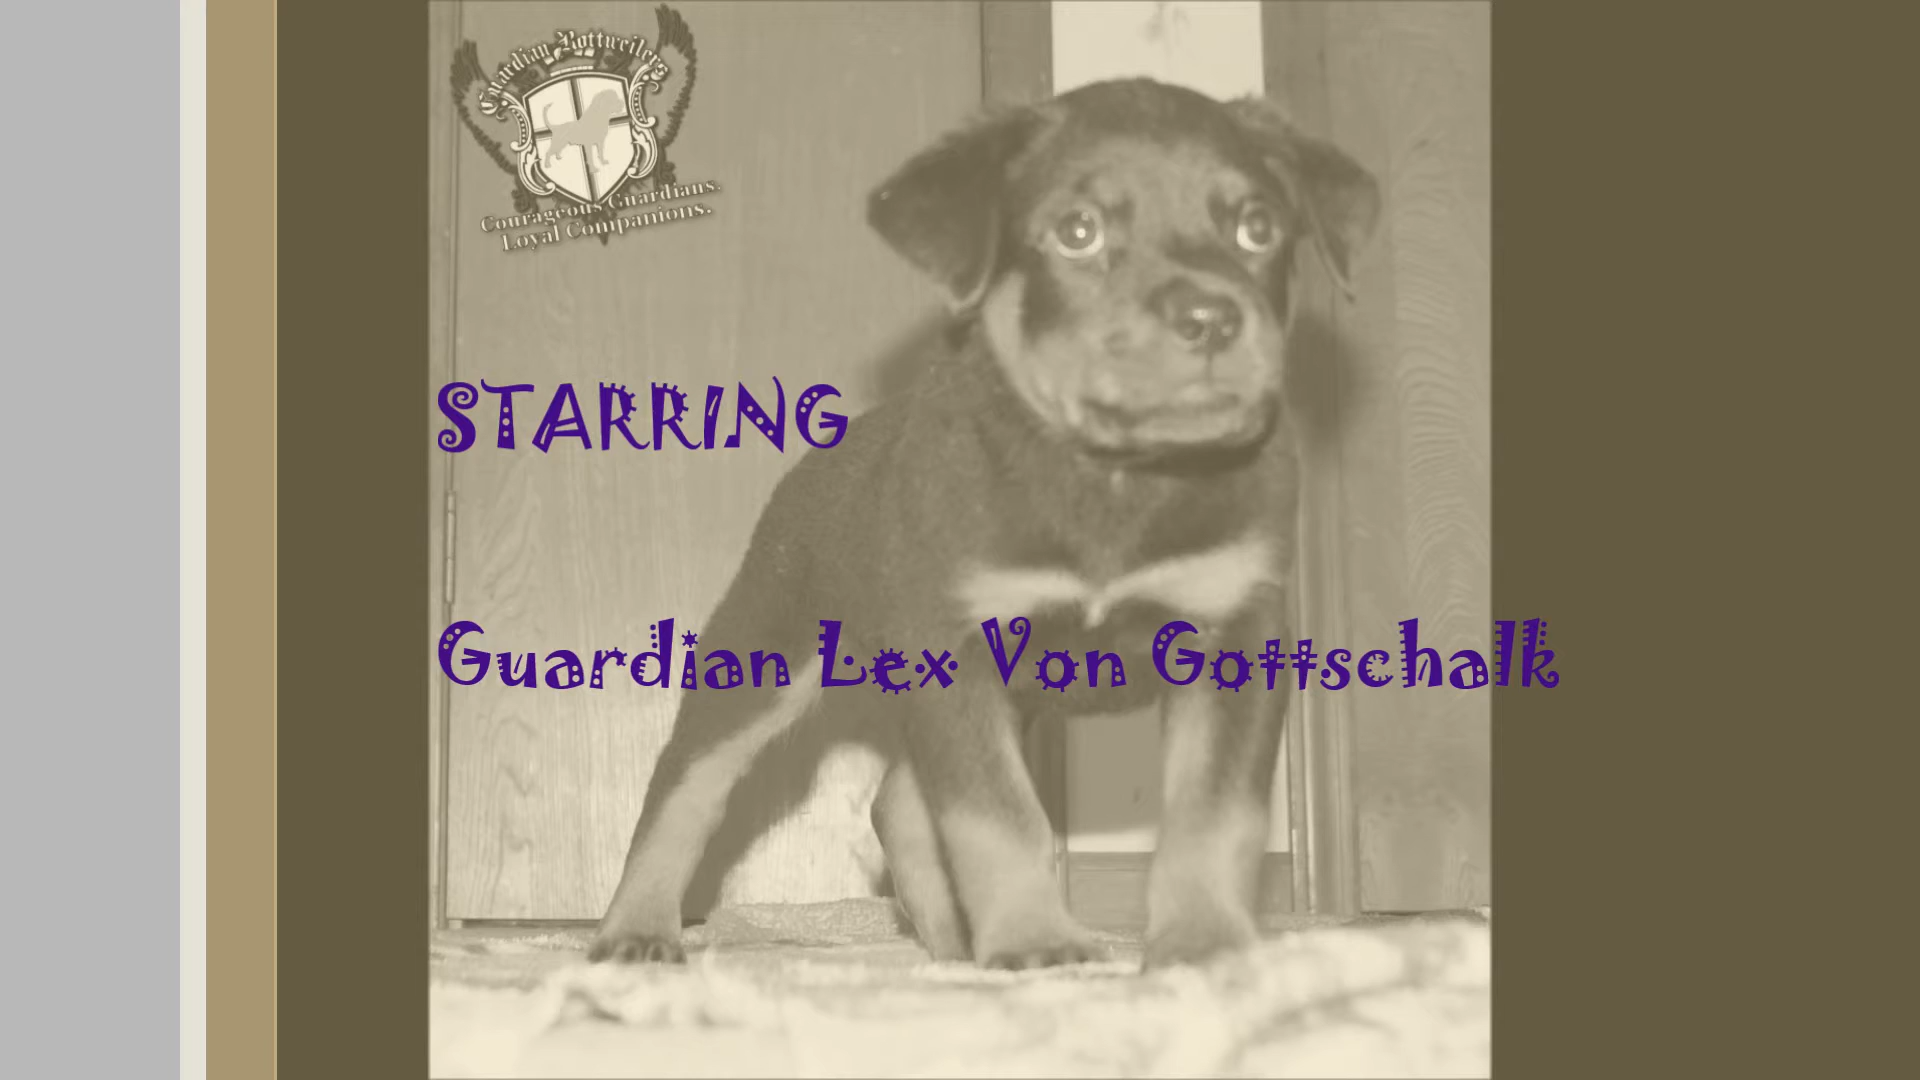 Guardian Rottweilers
Courageous Guardians.
Loyal Companions.
STARRING
Guardian Lex Von Gottschalk